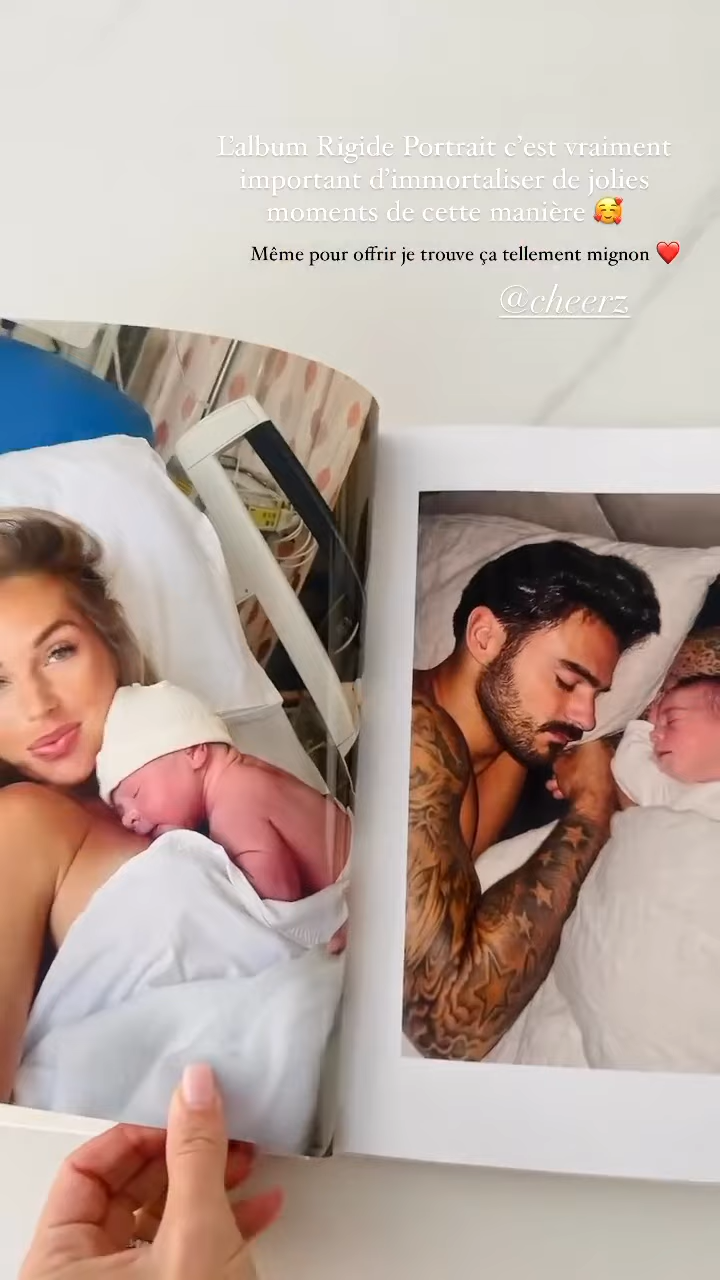 L'album Rigide Portrait c'est vraiment
important d'immortaliser de jolies
moments de cette manière 🥰
Même pour offrir je trouve ça tellement mignon ❤️
@cheerz